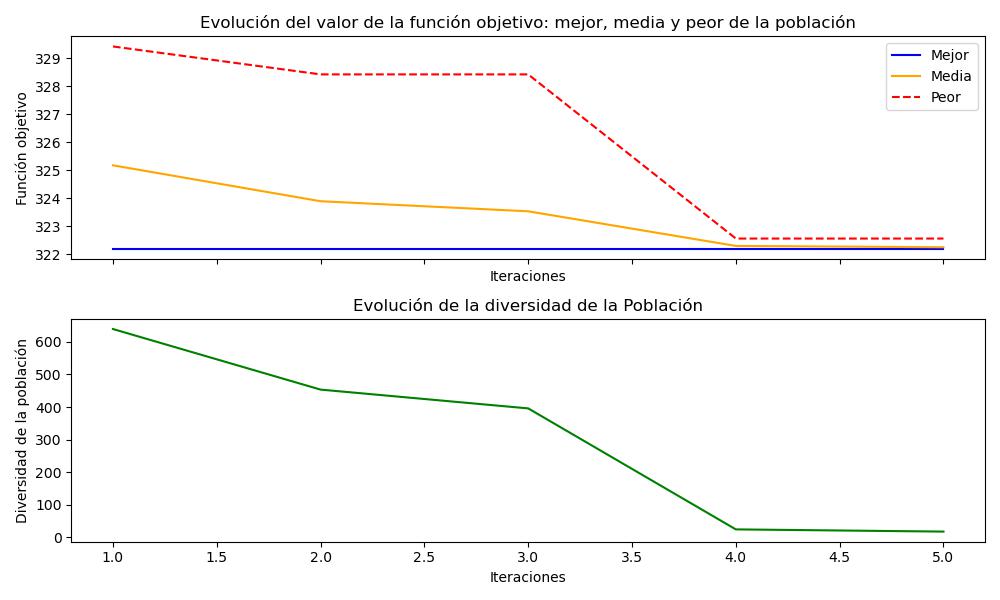 Evolución del valor de la función objetivo: mejor, media y peor de la población
Función objetivo
329
328
327
326
325
324
323
322
Mejor
Media
Peor
Iteraciones
Evolución de la diversidad de la Población
Diversidad de la población
600
500
400
300
200
100
0
1.0 1.5 2.0 2.5 3.0 3.5 4.0 4.5 5.0
Iteraciones